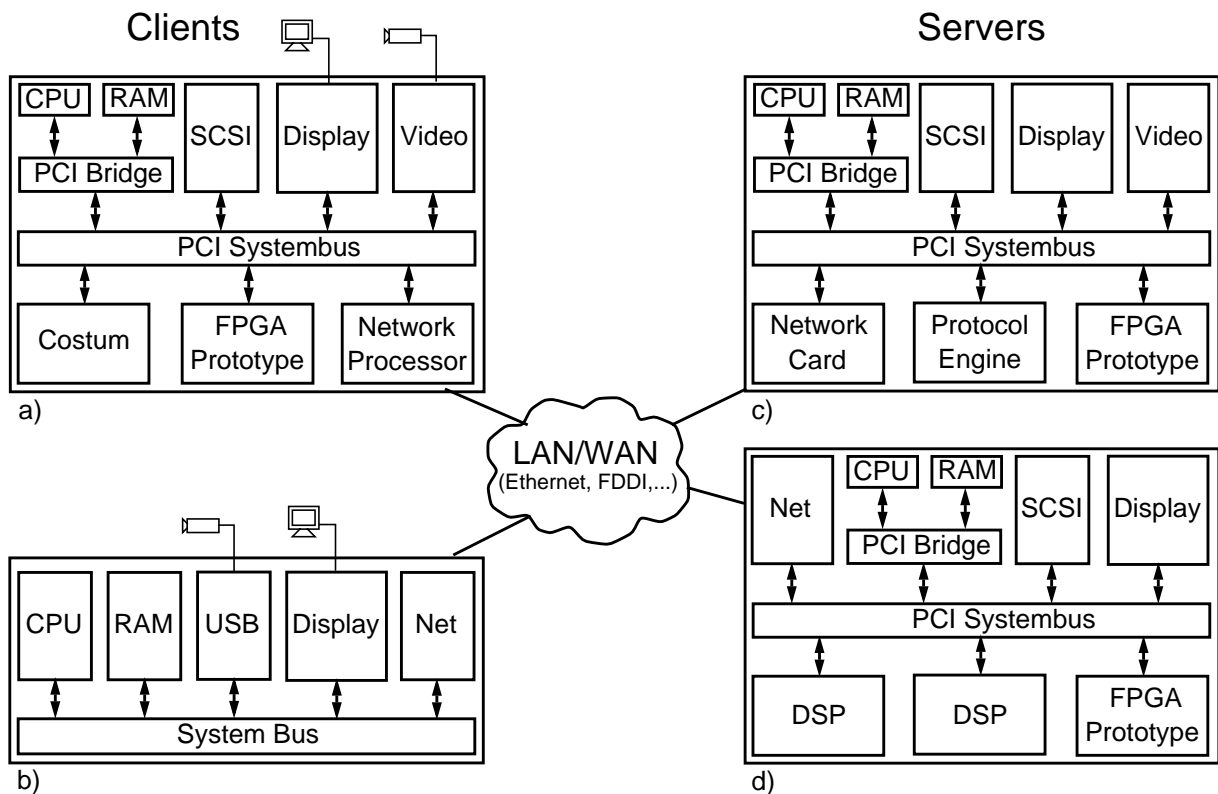 Clients
Servers
CPU
RAM
SCSI
Display
Video
PCI Bridge
PCI Systembus
Costum
FPGA
Prototype
Network
Processor
a)
CPU
RAM
SCSI
Display
Video
PCI Bridge
PCI Systembus
Network
Card
Protocol
Engine
FPGA
Prototype
c)
LAN/WAN
(Ethernet, FDDI,...)
CPU
RAM
USB
Display
Net
System Bus
b)
Net
CPU
RAM
SCSI
Display
PCI Bridge
PCI Systembus
DSP
DSP
FPGA
Prototype
d)